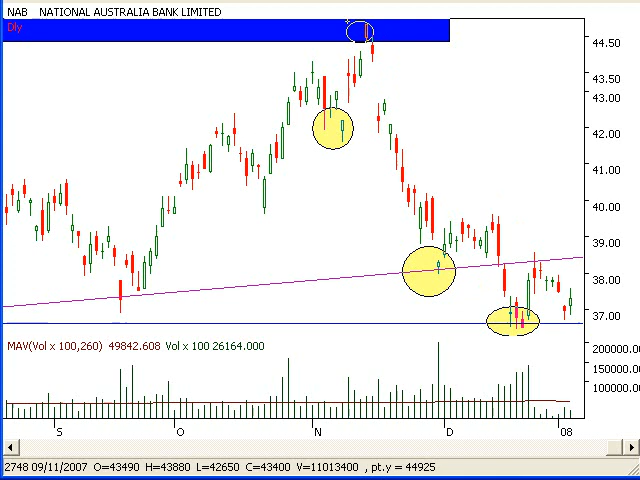 NAB NATIONAL AUSTRALIA BANK LIMITED
Dly
44.50
43.50
43.00
42.00
41.00
40.00
39.00
38.00
37.00
MAV(Vol x 100,260) 49842.608 Vol x 100 26164.000
200000.00
150000.00
100000.00
S O N D 08
2748 09/11/2007 O=43490 H=43880 L=42650 C=43400 V=11013400 , pt.y = 44925